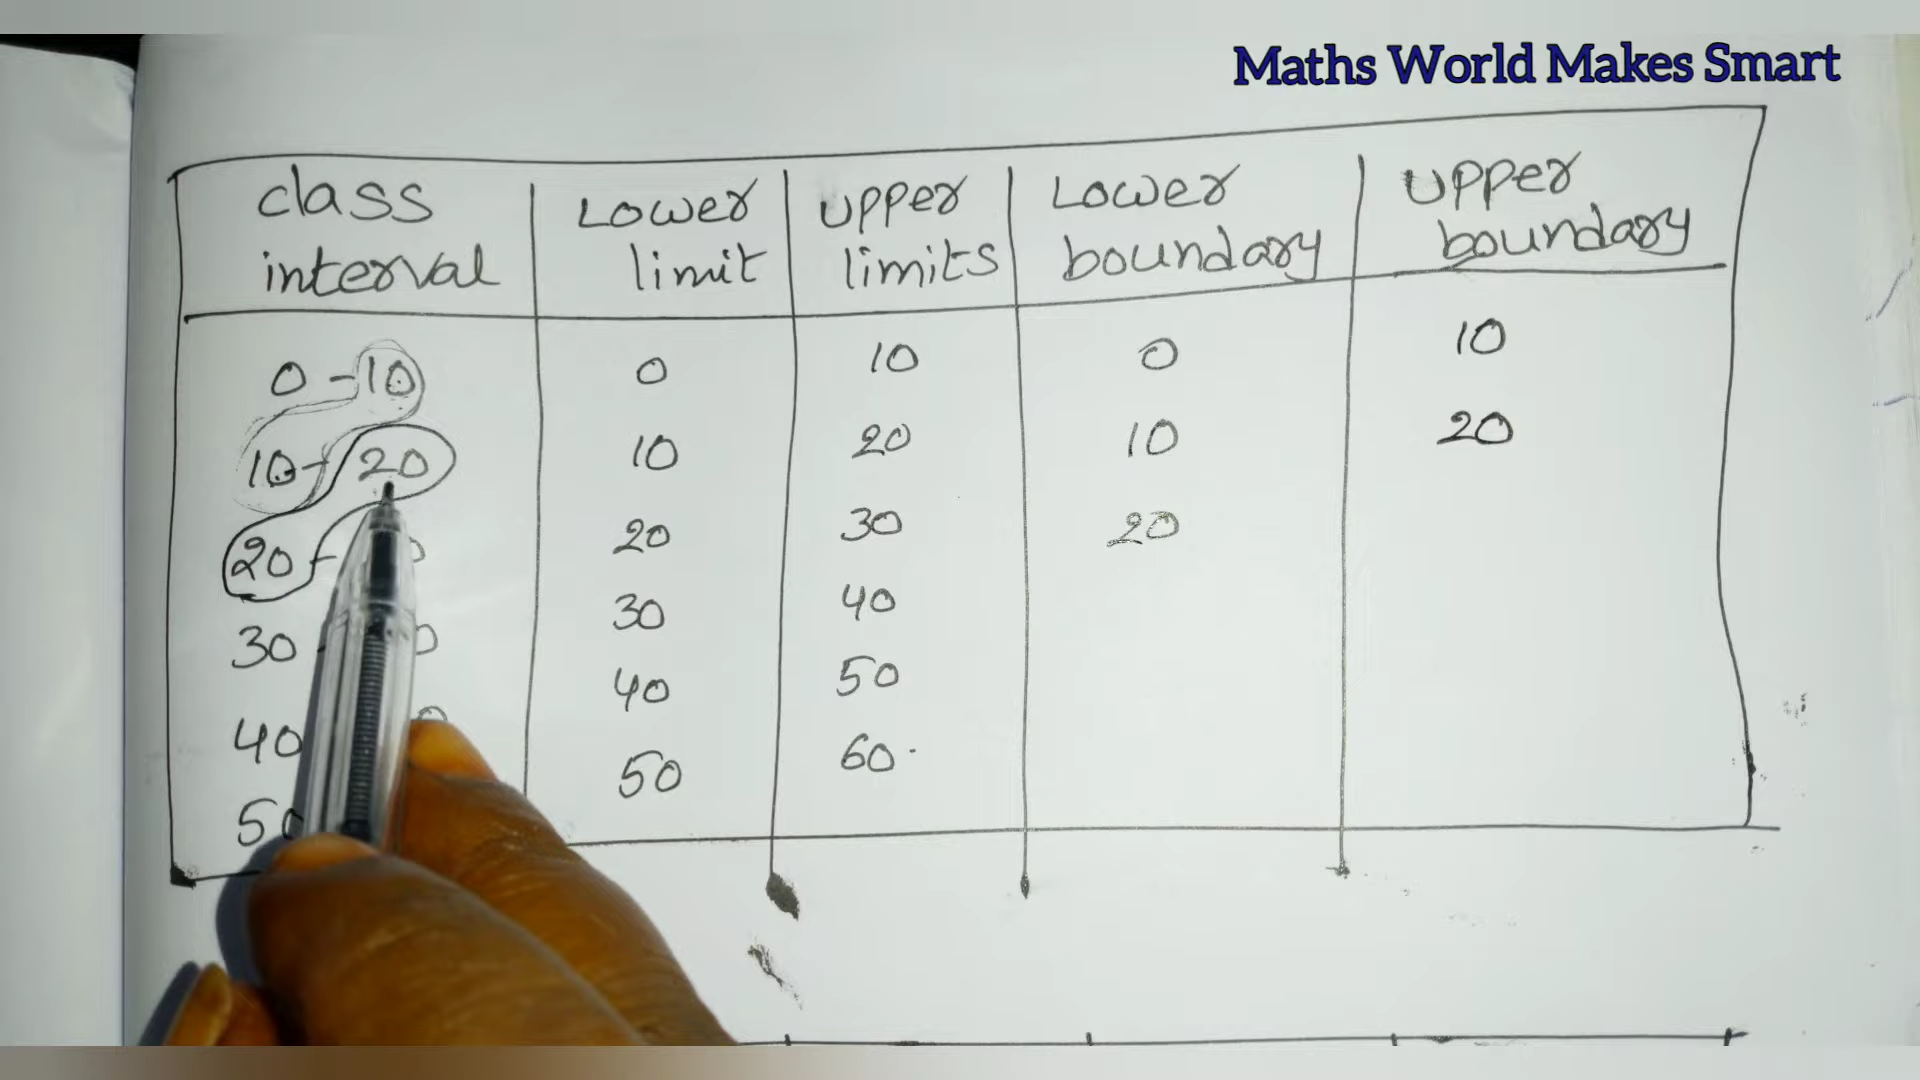 Maths World Makes Smart
class interval
Lower limit
upper limits
Lower boundary
upper boundary
0 - 10
0
10
0
10
10 - 20
10
20
10
20
20 -
20
30
20
30
30
40
40
40
50
50
50
60